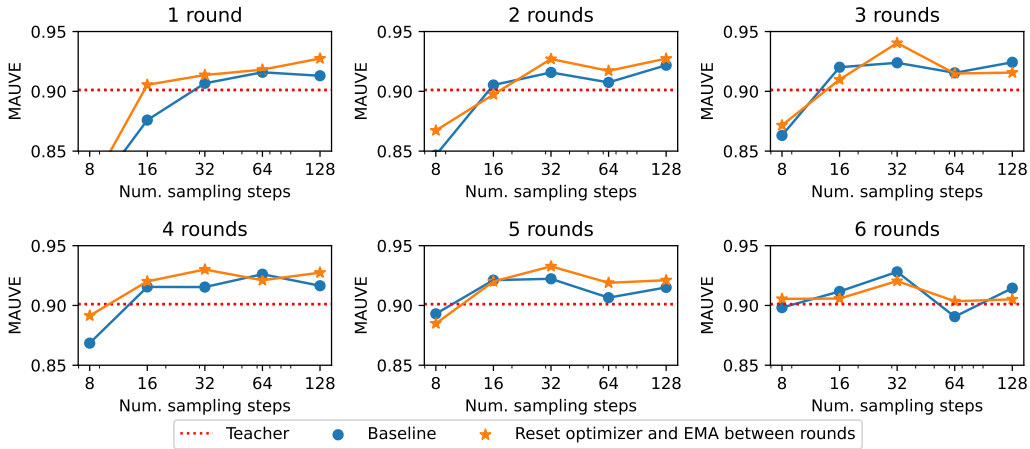 1 round
2 rounds
3 rounds
0.95
0.90
0.85
MAUVE
8 16 32 64 128
Num. sampling steps
0.95
0.90
0.85
MAUVE
8 16 32 64 128
Num. sampling steps
0.95
0.90
0.85
MAUVE
8 16 32 64 128
Num. sampling steps
4 rounds
5 rounds
6 rounds
0.95
0.90
0.85
MAUVE
8 16 32 64 128
Num. sampling steps
0.95
0.90
0.85
MAUVE
8 16 32 64 128
Num. sampling steps
0.95
0.90
0.85
MAUVE
8 16 32 64 128
Num. sampling steps
Teacher
Baseline
Reset optimizer and EMA between rounds